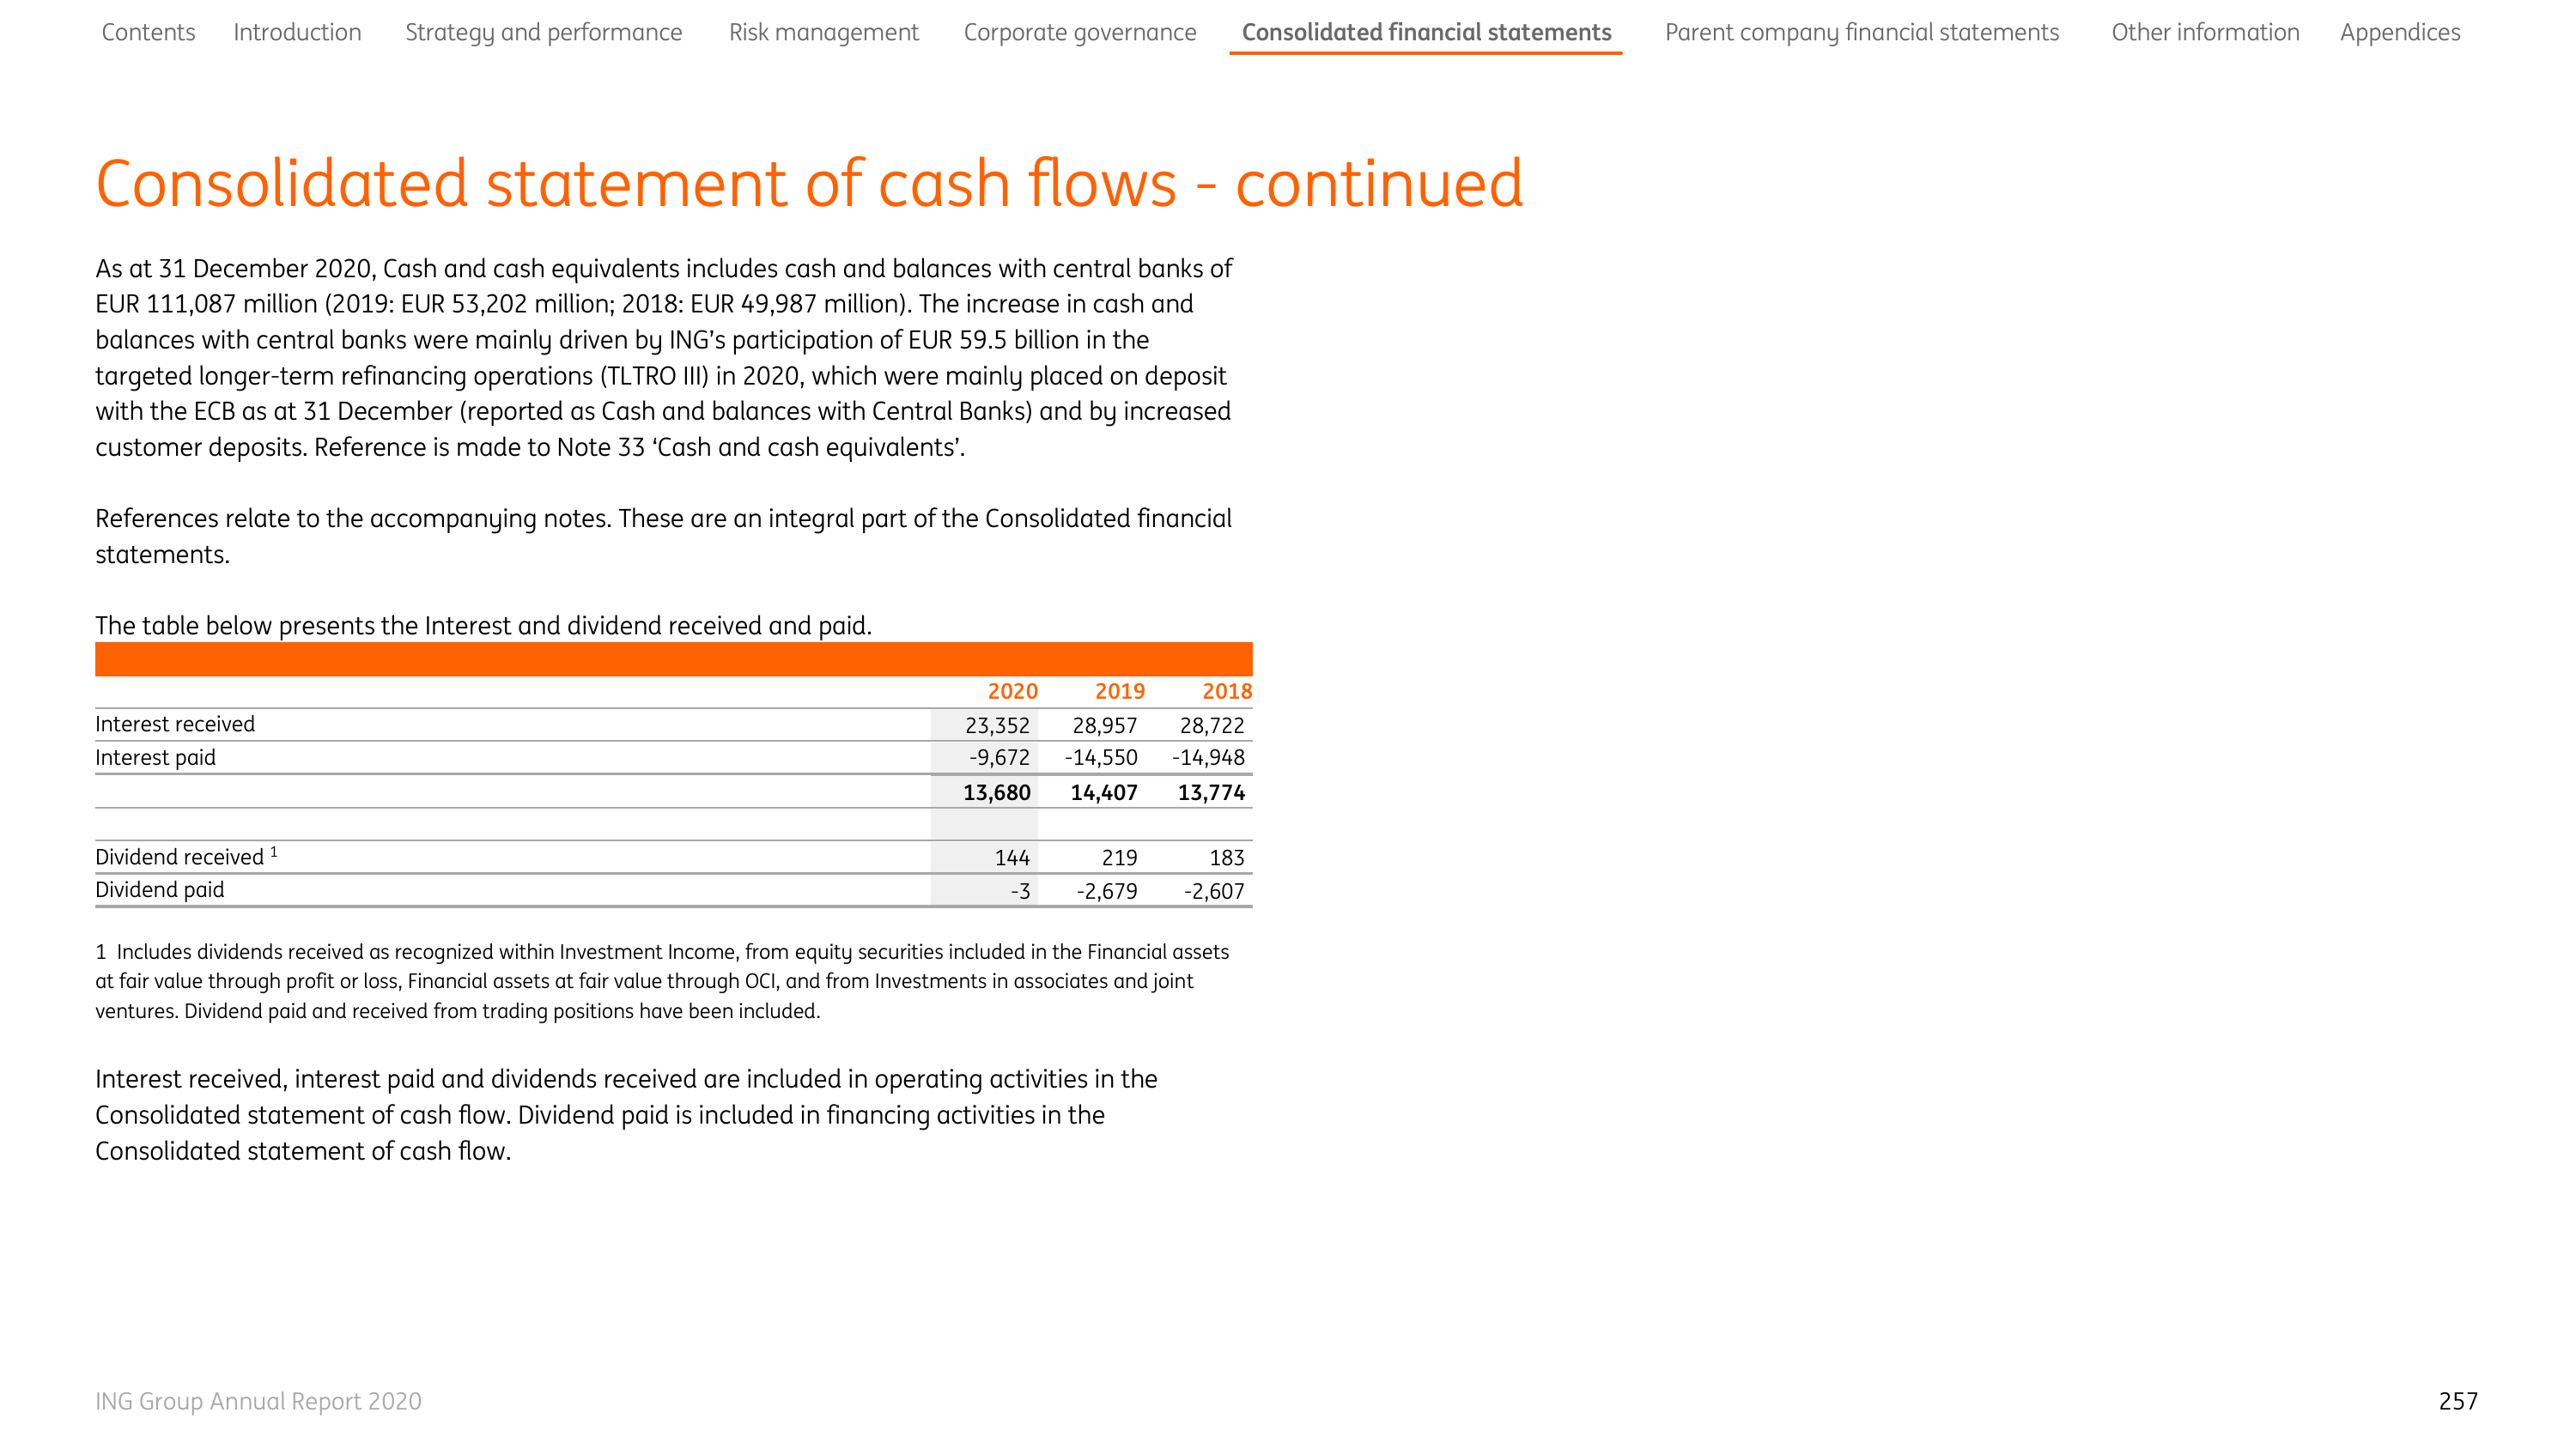 Contents Introduction Strategy and performance Risk management Corporate governance Consolidated financial statements Parent company financial statements Other information Appendices
Consolidated statement of cash flows - continued
As at 31 December 2020, Cash and cash equivalents includes cash and balances with central banks of
EUR 111,087 million (2019: EUR 53,202 million; 2018: EUR 49,987 million). The increase in cash and
balances with central banks were mainly driven by ING’s participation of EUR 59.5 billion in the
targeted longer-term refinancing operations (TLTRO III) in 2020, which were mainly placed on deposit
with the ECB as at 31 December (reported as Cash and balances with Central Banks) and by increased
customer deposits. Reference is made to Note 33 ‘Cash and cash equivalents’.
References relate to the accompanying notes. These are an integral part of the Consolidated financial
statements.
The table below presents the Interest and dividend received and paid.
2020 2019 2018
Interest received 23,352 28,957 28,722
Interest paid -9,672 -14,550 -14,948
13,680 14,407 13,774
Dividend received 1 144 219 183
Dividend paid -3 -2,679 -2,607
1 Includes dividends received as recognized within Investment Income, from equity securities included in the Financial assets
at fair value through profit or loss, Financial assets at fair value through OCI, and from Investments in associates and joint
ventures. Dividend paid and received from trading positions have been included.
Interest received, interest paid and dividends received are included in operating activities in the
Consolidated statement of cash flow. Dividend paid is included in financing activities in the
Consolidated statement of cash flow.
ING Group Annual Report 2020 257